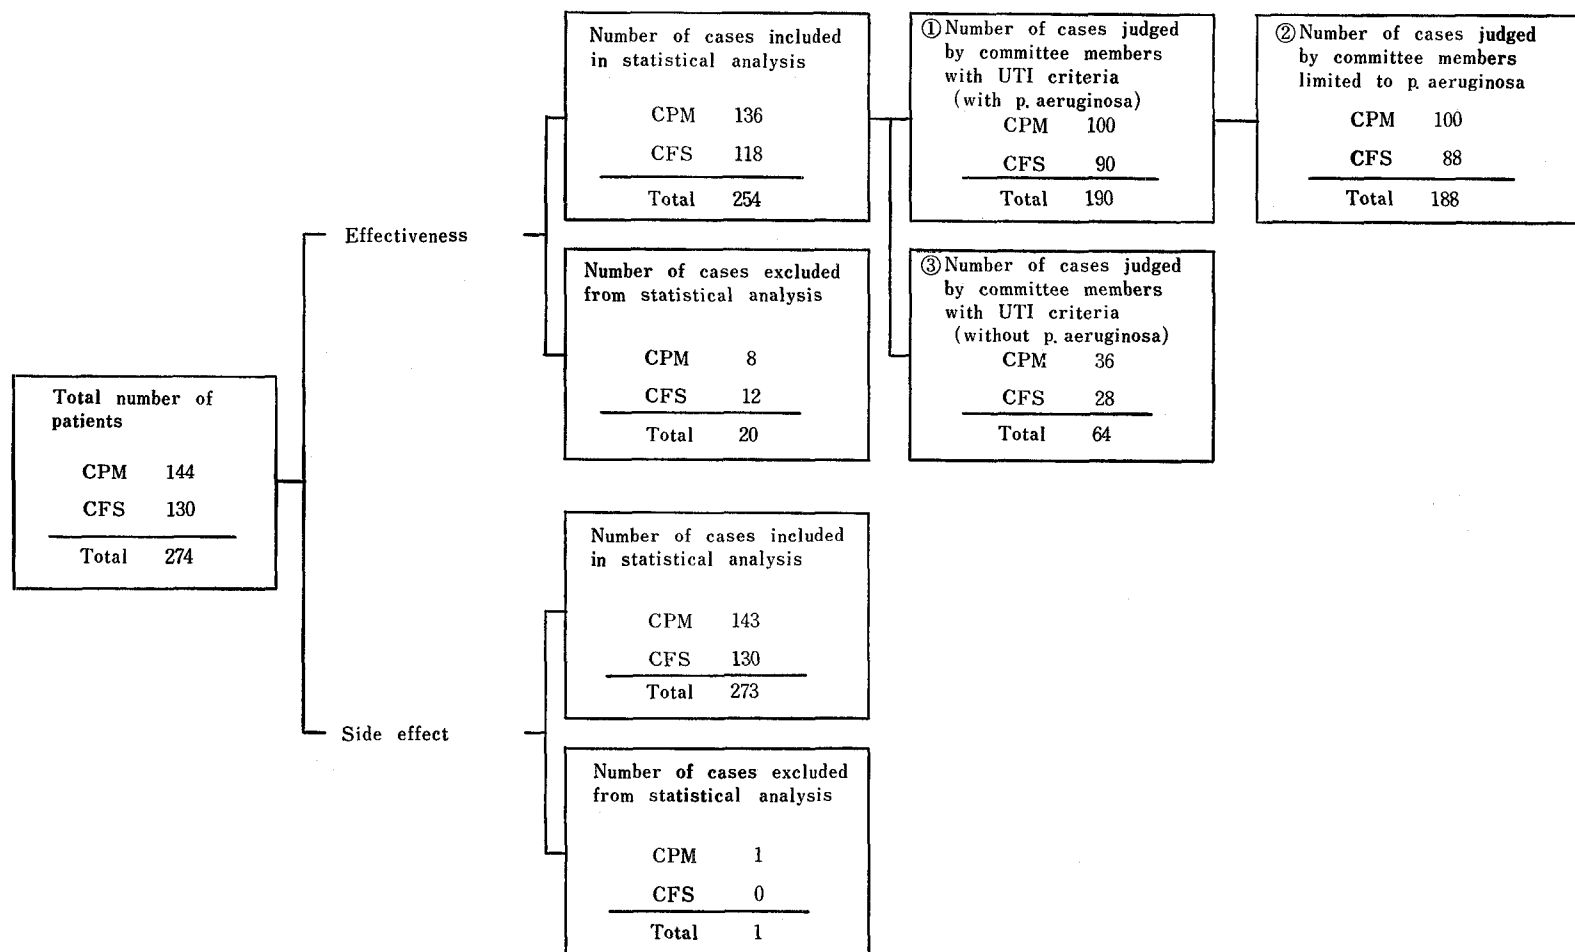 Total number of
patients
CPM 144
CFS 130
Total 274
Effectiveness
Number of cases included
in statistical analysis
CPM 136
CFS 118
Total 254
Number of cases excluded
from statistical analysis
CPM 8
CFS 12
Total 20
①Number of cases judged
by committee members
with UTI criteria
(with p. aeruginosa)
CPM 100
CFS 90
Total 190
②Number of cases judged
by committee members
limited to p. aeruginosa
CPM 100
CFS 88
Total 188
③Number of cases judged
by committee members
with UTI criteria
(without p. aeruginosa)
CPM 36
CFS 28
Total 64
Side effect
Number of cases included
in statistical analysis
CPM 143
CFS 130
Total 273
Number of cases excluded
from statistical analysis
CPM 1
CFS 0
Total 1